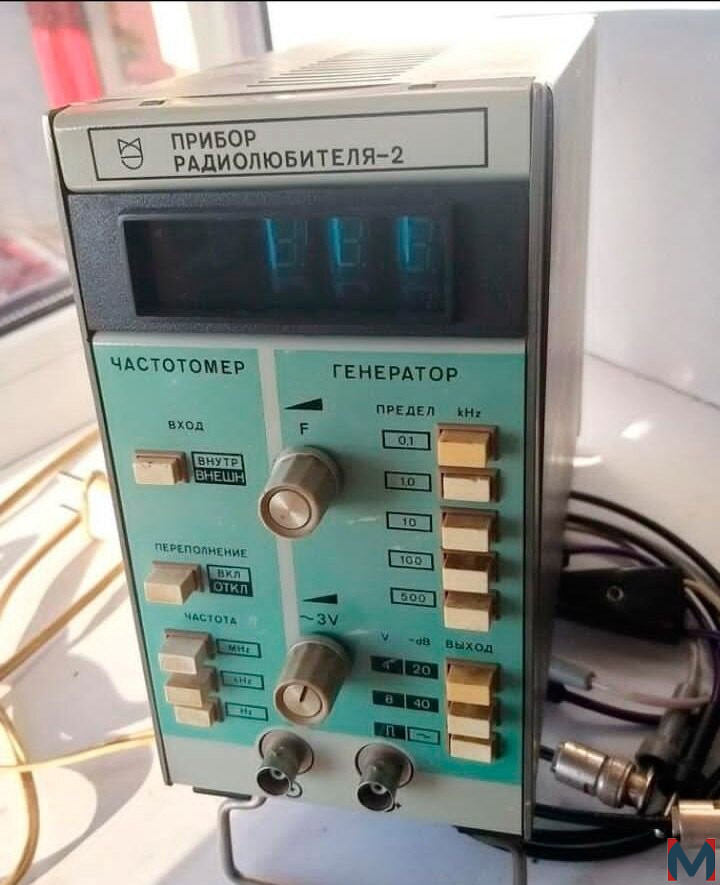 ПРИБОР
РАДИОЛЮБИТЕЛЯ-2
ЧАСТОТОМЕР
ГЕНЕРАТОР
ВХОД
ВНУТР
ВНЕШН
F
ПРЕДЕЛ kHz
0,1
1,0
10
100
500
ПЕРЕПОЛНЕНИЕ
ВКЛ
ОТКЛ
ЧАСТОТА
MHz
kHz
Hz
~3V
V -dB ВЫХОД
20
8 40
M